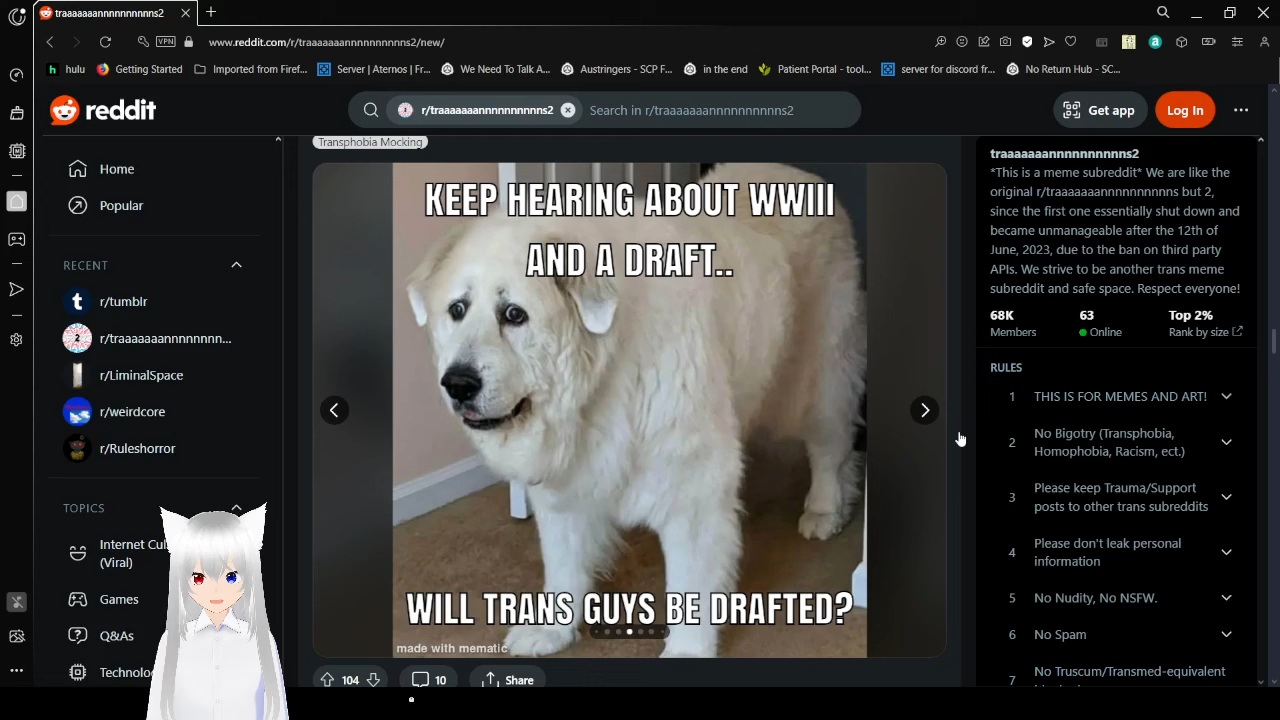 traaaaaaannnnnnnnnns2
VPN
www.reddit.com/r/traaaaaaannnnnnnnnns2/new/
hulu
Getting Started
Imported from Firef...
Server | Aternos | Fr...
We Need To Talk A...
Austringers - SCP F...
in the end
Patient Portal - tool...
server for discord fr...
No Return Hub - SC...
reddit
r/traaaaaaannnnnnnnnns2
Search in r/traaaaaaannnnnnnnnns2
Get app
Log In
Home
Popular
RECENT
r/tumblr
r/traaaaaaannnnnnn...
r/LiminalSpace
r/weirdcore
r/Ruleshorror
TOPICS
Internet Cul
(Viral)
Games
Q&As
Technolo
Transphobia Mocking
KEEP HEARING ABOUT WWIII
AND A DRAFT..
WILL TRANS GUYS BE DRAFTED?
made with mematic
104
10
Share
traaaaaaannnnnnnnnns2
*This is a meme subreddit* We are like the
original r/traaaaaaannnnnnnnnns but 2,
since the first one essentially shut down and
became unmanageable after the 12th of
June, 2023, due to the ban on third party
APIs. We strive to be another trans meme
subreddit and safe space. Respect everyone!
68K
Members
63
Online
Top 2%
Rank by size
RULES
1 THIS IS FOR MEMES AND ART!
2 No Bigotry (Transphobia,
Homophobia, Racism, ect.)
3 Please keep Trauma/Support
posts to other trans subreddits
4 Please don't leak personal
information
5 No Nudity, No NSFW.
6 No Spam
7 No Truscum/Transmed-equivalent